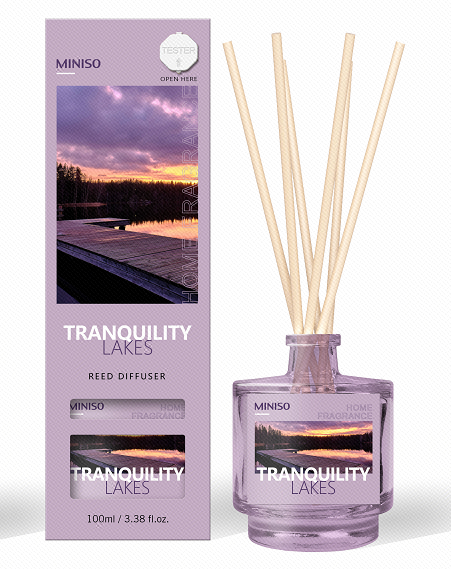 MINISO
TESTER
OPEN HERE
HOME FRAGRANCE
TRANQUILITY
LAKES
REED DIFFUSER
MINISO
HOME
FRAGRANCE
TRANQUILITY
LAKES
100ml / 3.38 fl.oz.
MINISO
HOME
FRAGRANCE
TRANQUILITY
LAKES